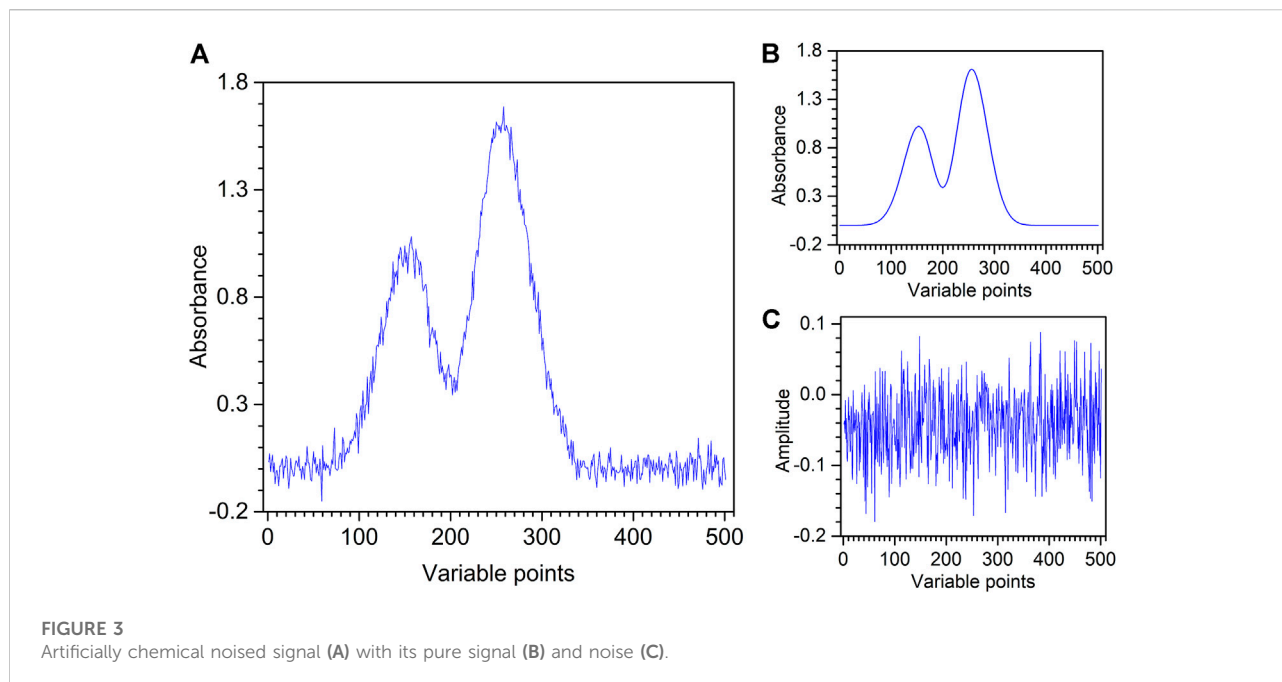 A
1.8
1.3
0.8
0.3
-0.2
Absorbance
0 100 200 300 400 500
Variable points
B
1.8
1.3
0.8
0.3
-0.2
Absorbance
0 100 200 300 400 500
Variable points
C
0.1
0.0
-0.1
-0.2
Amplitude
0 100 200 300 400 500
Variable points
FIGURE 3
Artificially chemical noised signal (A) with its pure signal (B) and noise (C).